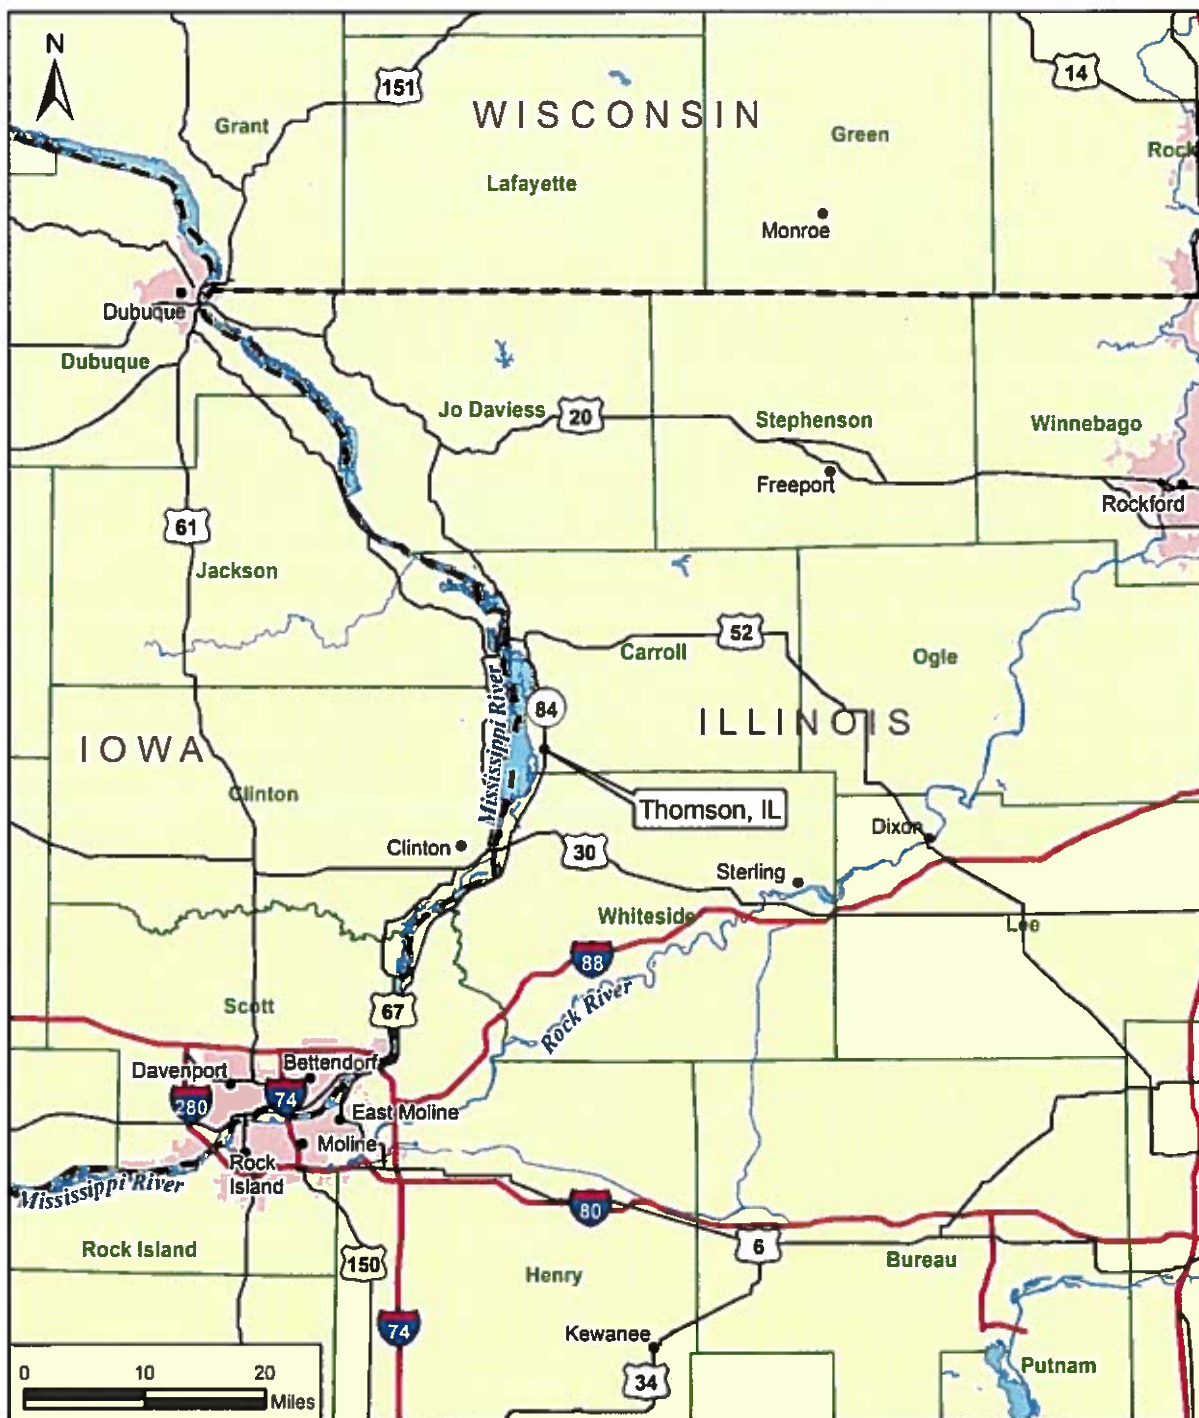 N
151
14
WISCONSIN
Grant
Green
Rock
Lafayette
Monroe
Dubuque
Dubuque
Jo Daviess
20
Stephenson
Winnebago
Freeport
Rockford
61
Jackson
52
Carroll
Ogle
Mississippi River
84
ILLINOIS
IOWA
Clinton
Thomson, IL
Dixon
Clinton
30
Sterling
Whiteside
Lee
88
Rock River
Scott
67
Davenport
Bettendorf
280
74
East Moline
Moline
Rock
Island
Mississippi River
80
6
Rock Island
150
Henry
Bureau
74
Kewanee
34
Putnam
0 10 20
Miles